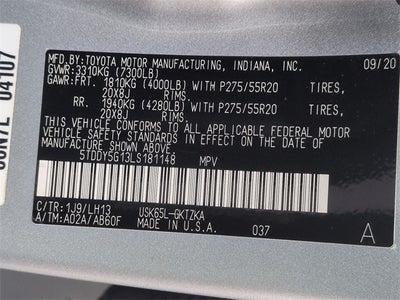 MFD.BY:TOYOTA MOTOR MANUFACTURING, INDIANA, INC. 09/20
GVWR:3310KG (7300LB)
GAWR:FRT. 1810KG (4000LB) WITH P275/55R20 TIRES,
20X8J RIMS,
RR. 1940KG (4280LB) WITH P275/55R20 TIRES,
20X8J RIMS.
THIS VEHICLE CONFORMS TO ALL APPLICABLE FEDERAL MOTOR
VEHICLE SAFETY STANDARDS IN EFFECT ON THE DATE OF
MANUFACTURE SHOWN ABOVE.
5TDDY5G13LS181148 MPV
C/TR:1J9/LH13 USK65L-GKTZKA
A/TM:A02A/AB60F MADE IN U.S.A. 037 A
04107